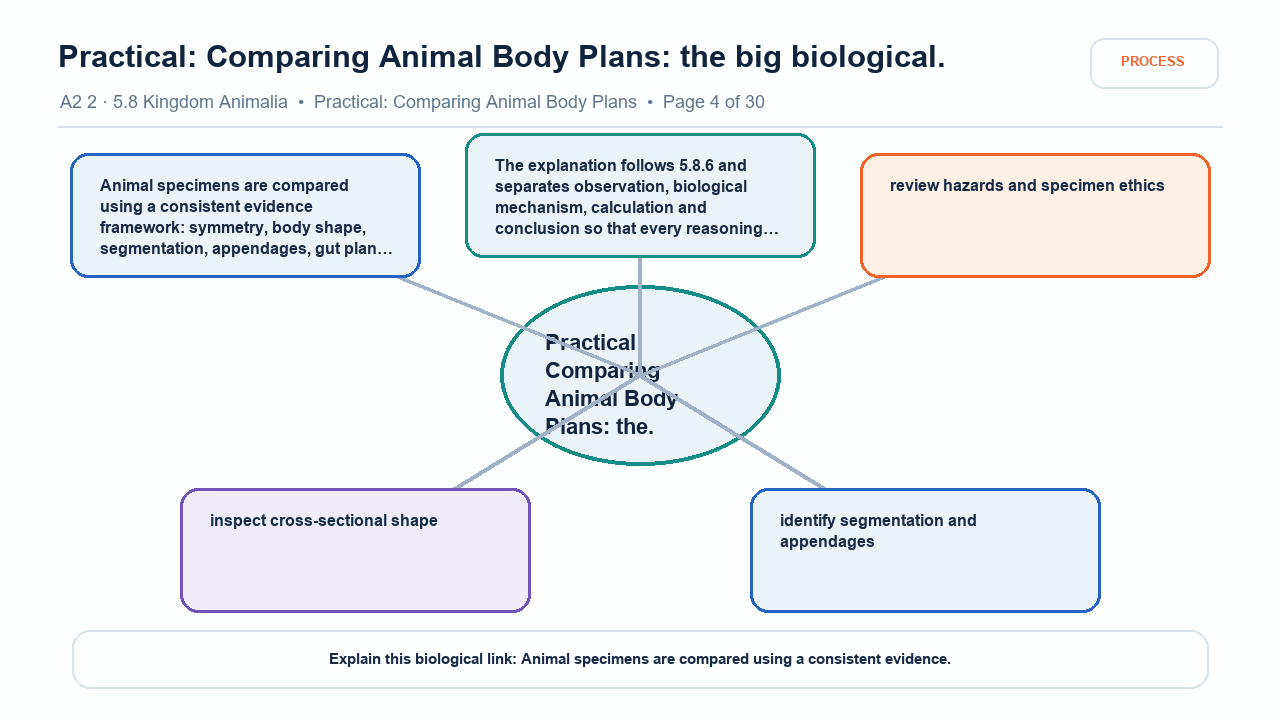 Practical: Comparing Animal Body Plans: the big biological.
PROCESS
A2 2 · 5.8 Kingdom Animalia • Practical: Comparing Animal Body Plans • Page 4 of 30
Animal specimens are compared
using a consistent evidence
framework: symmetry, body shape,
segmentation, appendages, gut plan…
The explanation follows 5.8.6 and
separates observation, biological
mechanism, calculation and
conclusion so that every reasoning…
review hazards and specimen ethics
Practical
Comparing
Animal Body
Plans: the.
inspect cross-sectional shape
identify segmentation and
appendages
Explain this biological link: Animal specimens are compared using a consistent evidence.